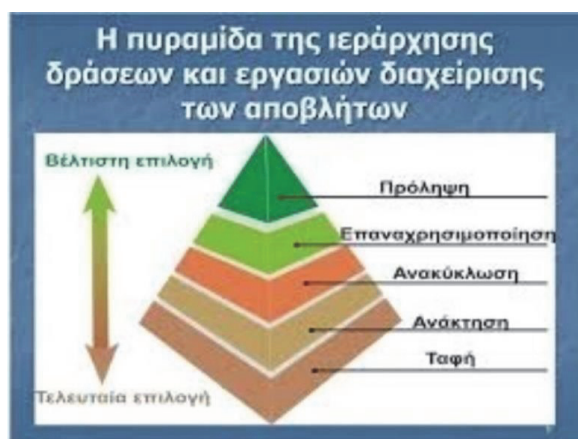 Η πυραμίδα της ιεράρχησης
δράσεων και εργασιών διαχείρισης
των αποβλήτων
Βέλτιστη επιλογή
Πρόληψη
Επαναχρησιμοποίηση
Ανακύκλωση
Ανάκτηση
Ταφή
Τελευταία επιλογή